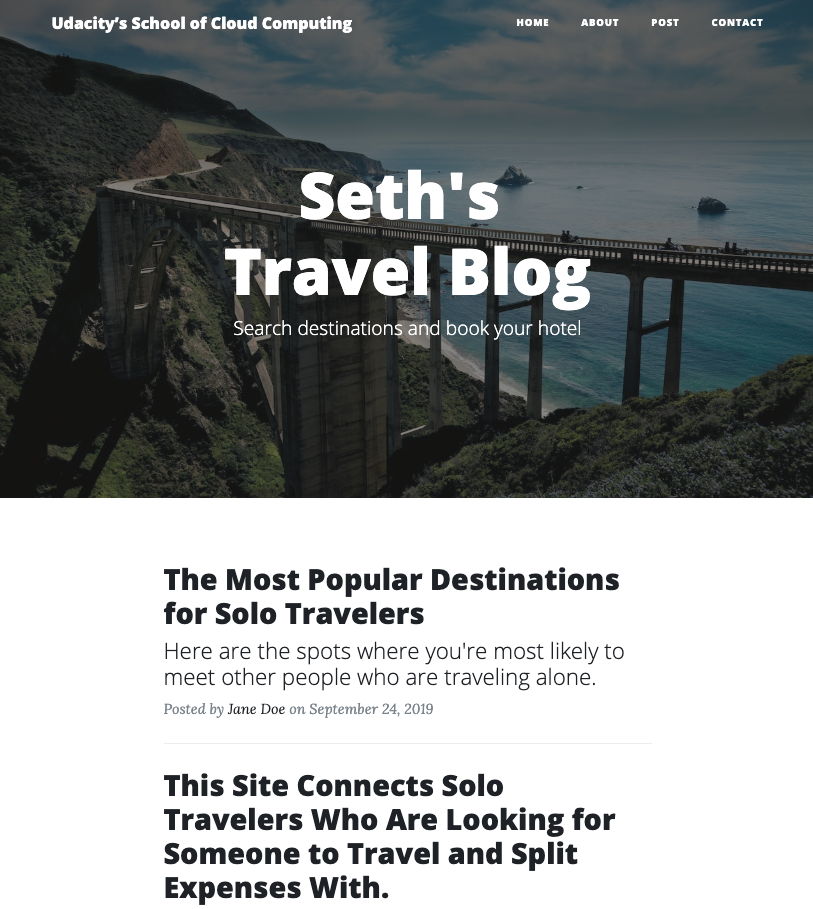 Udacity’s School of Cloud Computing
HOME ABOUT POST CONTACT
Seth's
Travel Blog
Search destinations and book your hotel
The Most Popular Destinations
for Solo Travelers
Here are the spots where you're most likely to
meet other people who are traveling alone.
Posted by Jane Doe on September 24, 2019
This Site Connects Solo
Travelers Who Are Looking for
Someone to Travel and Split
Expenses With.